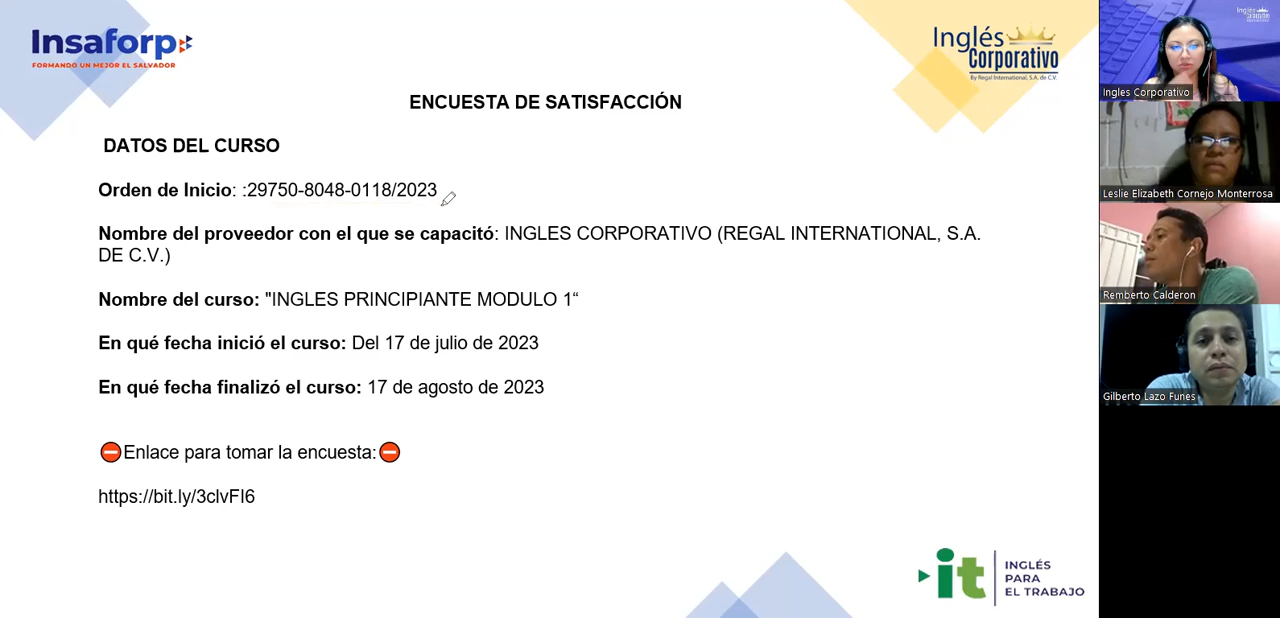 Insaforp
FORMANDO UN MEJOR EL SALVADOR
Inglés
Corporativo
By Regal International, S.A. de C.V.
ENCUESTA DE SATISFACCIÓN
DATOS DEL CURSO
Orden de Inicio: :29750-8048-0118/2023
Nombre del proveedor con el que se capacitó: INGLES CORPORATIVO (REGAL INTERNATIONAL, S.A.
DE C.V.)
Nombre del curso: "INGLES PRINCIPIANTE MODULO 1“
En qué fecha inició el curso: Del 17 de julio de 2023
En qué fecha finalizó el curso: 17 de agosto de 2023
Enlace para tomar la encuesta:
https://bit.ly/3clvFI6
it
INGLÉS
PARA
EL TRABAJO
Ingles Corporativo
Leslie Elizabeth Cornejo Monterrosa
Remberto Calderon
Gilberto Lazo Funes